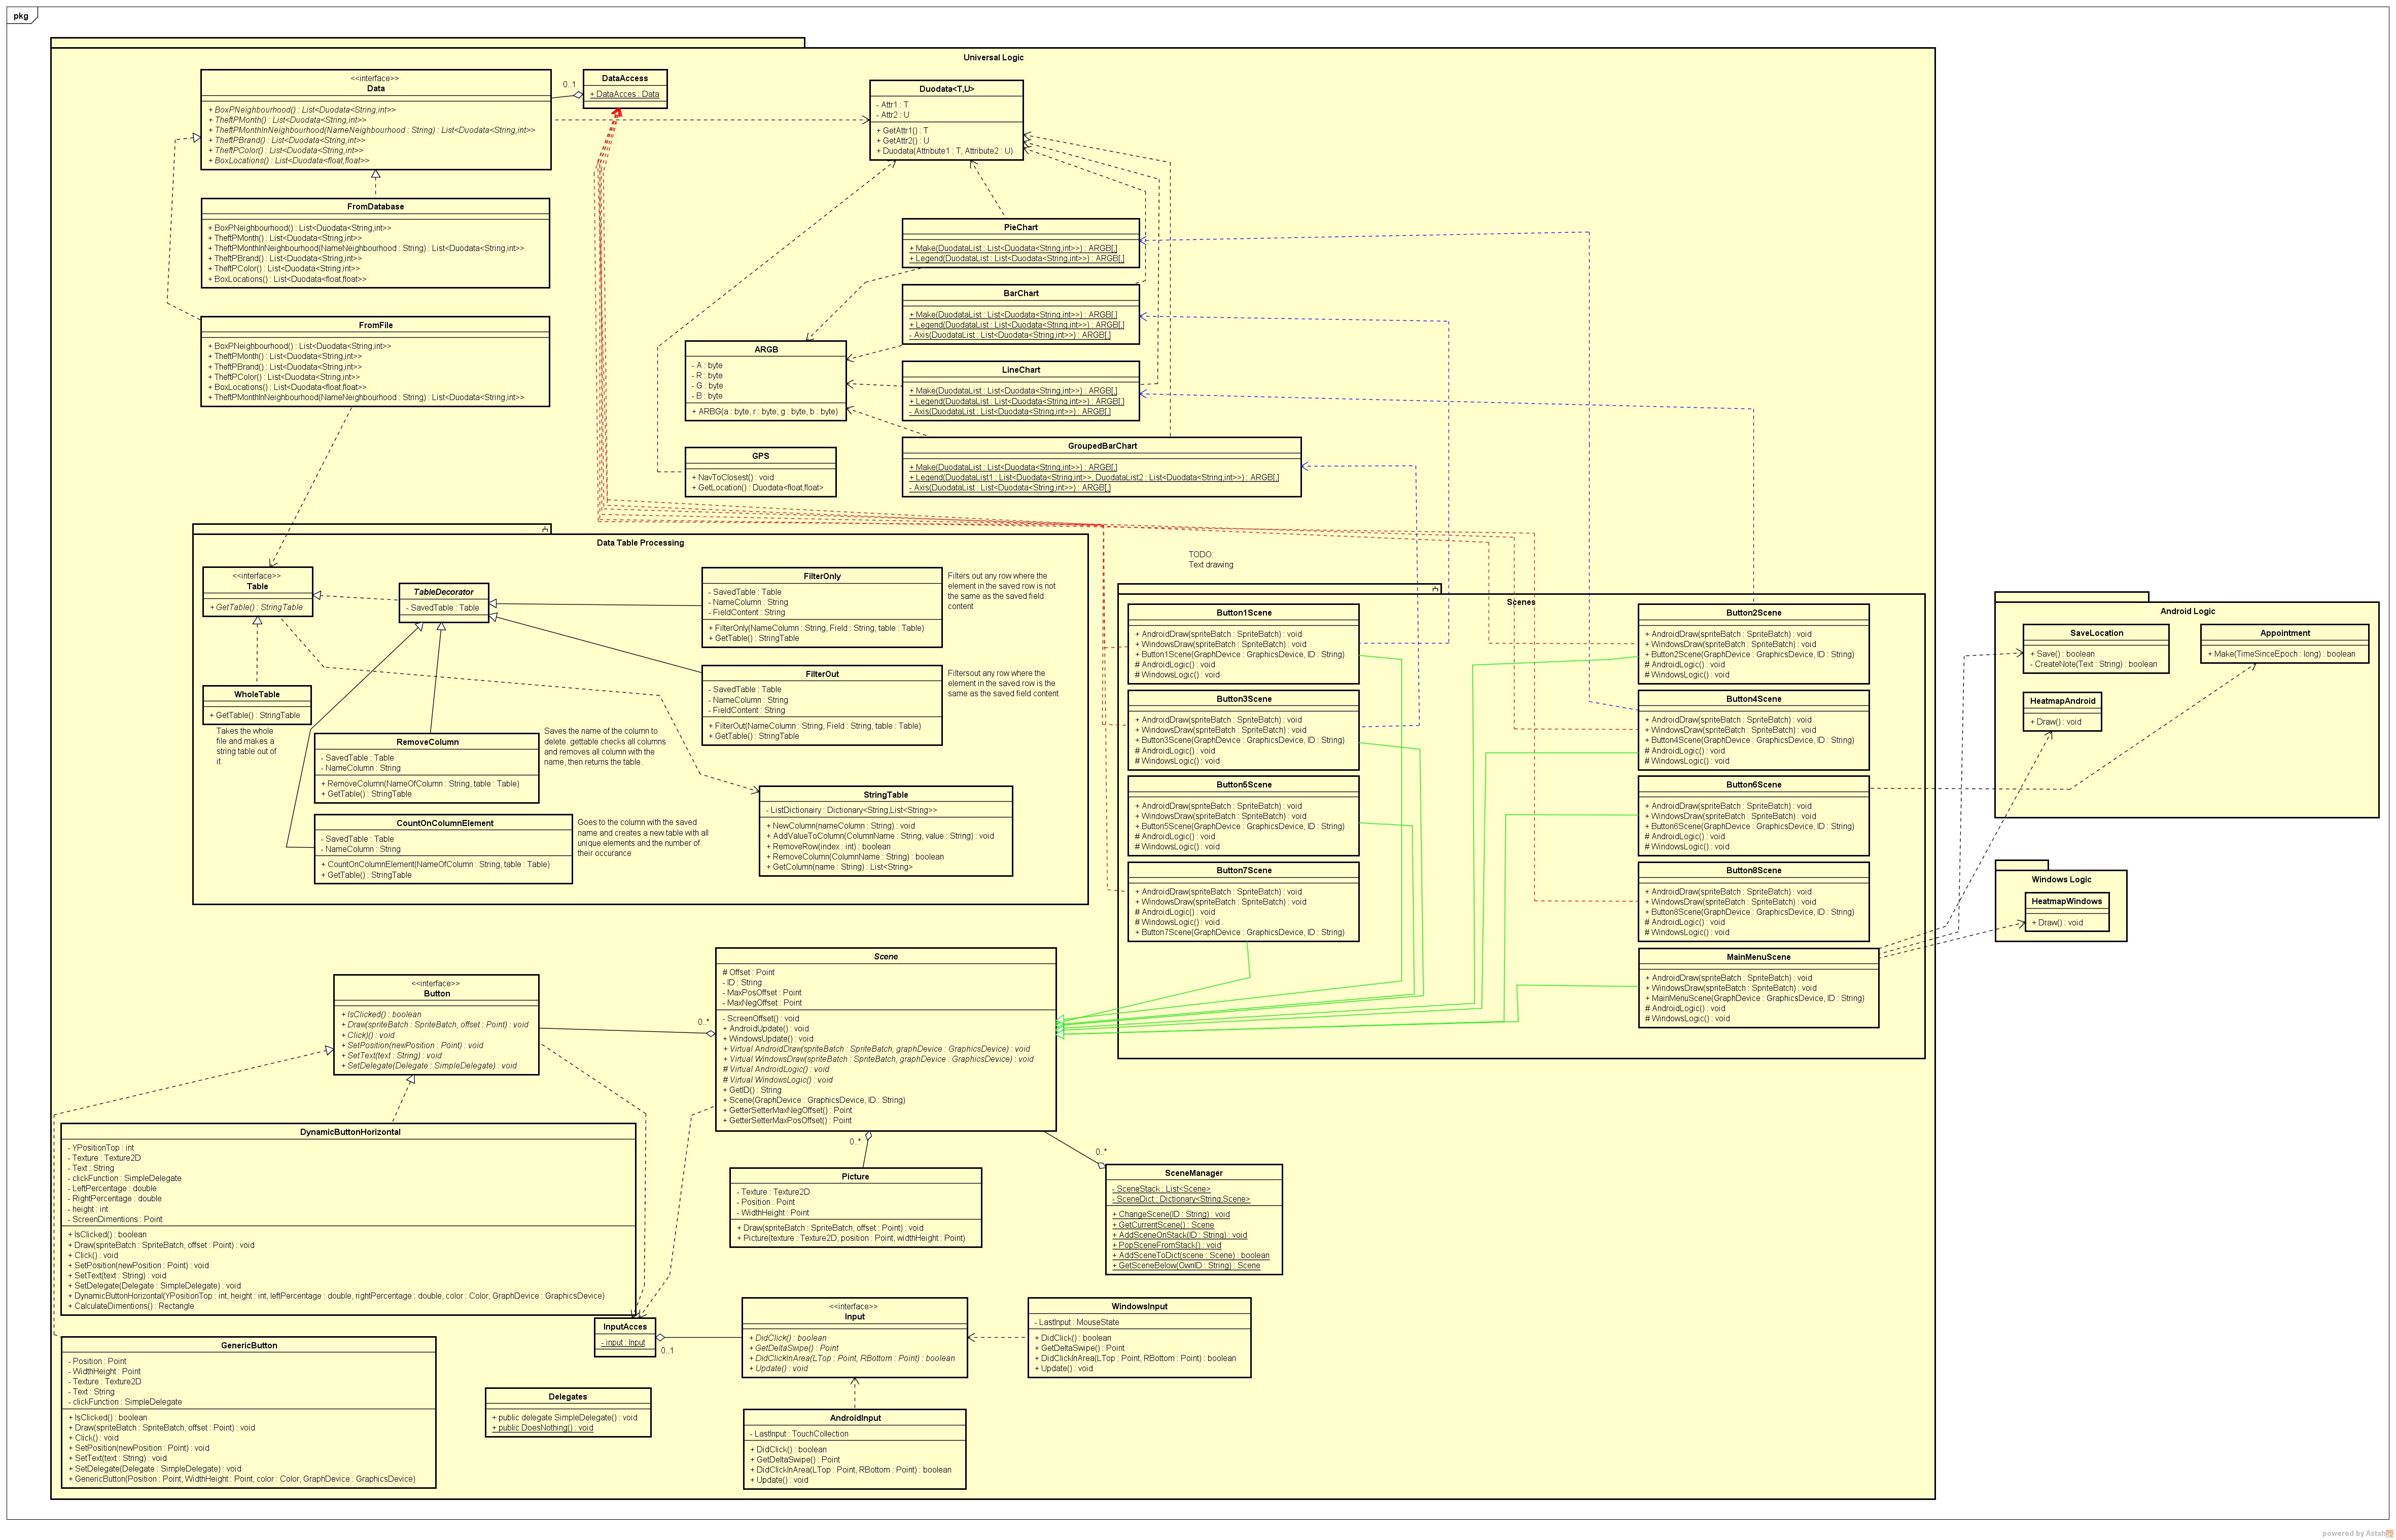 pkg
Universal Logic
<<interface>>
Data
+ BoxPNeighbourhood() : List<Duodata<String,int>>
+ TheftPMonth() : List<Duodata<String,int>>
+ TheftPMonthInNeighbourhood(NameNeighbourhood : String) : List<Duodata<String,int>>
+ TheftPBrand() : List<Duodata<String,int>>
+ TheftPColor() : List<Duodata<String,int>>
+ BoxLocations() : List<Duodata<float,float>>
0..1
DataAccess
+ DataAcces : Data
Duodata<T,U>
- Attr1 : T
- Attr2 : U
+ GetAttr1() : T
+ GetAttr2() : U
+ Duodata(Attribute1 : T, Attribute2 : U)
FromDatabase
+ BoxPNeighbourhood() : List<Duodata<String,int>>
+ TheftPMonth() : List<Duodata<String,int>>
+ TheftPMonthInNeighbourhood(NameNeighbourhood : String) : List<Duodata<String,int>>
+ TheftPBrand() : List<Duodata<String,int>>
+ TheftPColor() : List<Duodata<String,int>>
+ BoxLocations() : List<Duodata<float,float>>
PieChart
+ Make(DuodataList : List<Duodata<String,int>>) : ARGB[,]
+ Legend(DuodataList : List<Duodata<String,int>>) : ARGB[,]
BarChart
+ Make(DuodataList : List<Duodata<String,int>>) : ARGB[,]
+ Legend(DuodataList : List<Duodata<String,int>>) : ARGB[,]
- Axis(DuodataList : List<Duodata<String,int>>) : ARGB[,]
FromFile
+ BoxPNeighbourhood() : List<Duodata<String,int>>
+ TheftPMonth() : List<Duodata<String,int>>
+ TheftPBrand() : List<Duodata<String,int>>
+ TheftPColor() : List<Duodata<String,int>>
+ BoxLocations() : List<Duodata<float,float>>
+ TheftPMonthInNeighbourhood(NameNeighbourhood : String) : List<Duodata<String,int>>
ARGB
- A : byte
- R : byte
- G : byte
- B : byte
+ ARBG(a : byte, r : byte, g : byte, b : byte)
LineChart
+ Make(DuodataList : List<Duodata<String,int>>) : ARGB[,]
+ Legend(DuodataList : List<Duodata<String,int>>) : ARGB[,]
- Axis(DuodataList : List<Duodata<String,int>>) : ARGB[,]
GPS
+ NavToClosest() : void
+ GetLocation() : Duodata<float,float>
GroupedBarChart
+ Make(DuodataList : List<Duodata<String,int>>) : ARGB[,]
+ Legend(DuodataList1 : List<Duodata<String,int>>, DuodataList2 : List<Duodata<String,int>>) : ARGB[,]
- Axis(DuodataList : List<Duodata<String,int>>) : ARGB[,]
Data Table Processing
<<interface>>
Table
+ GetTable() : StringTable
TableDecorator
- SavedTable : Table
FilterOnly
- SavedTable : Table
- NameColumn : String
- FieldContent : String
+ FilterOnly(NameColumn : String, Field : String, table : Table)
+ GetTable() : StringTable
Filters out any row where the
element in the saved row is not
the same as the saved field
content
FilterOut
- SavedTable : Table
- NameColumn : String
- FieldContent : String
+ FilterOut(NameColumn : String, Field : String, table : Table)
+ GetTable() : StringTable
Filtersout any row where the
element in the saved row is the
same as the saved field content
WholeTable
+ GetTable() : StringTable
Takes the whole
file and makes a
string table out of
it
RemoveColumn
- SavedTable : Table
- NameColumn : String
+ RemoveColumn(NameOfColumn : String, table : Table)
+ GetTable() : StringTable
Saves the name of the column to
delete. gettable checks all columns
and removes all column with the
name, then returns the table.
CountOnColumnElement
- SavedTable : Table
- NameColumn : String
+ CountOnColumnElement(NameOfColumn : String, table : Table)
+ GetTable() : StringTable
Goes to the column with the saved
name and creates a new table with all
unique elements and the number of
their occurance
StringTable
- ListDictionairy : Dictionary<String,List<String>>
+ NewColumn(nameColumn : String) : void
+ AddValueToColumn(ColumnName : String, value : String) : void
+ RemoveRow(index : int) : boolean
+ RemoveColumn(ColumnName : String) : boolean
+ GetColumn(name : String) : List<String>
TODO:
Text drawing
Scenes
Button1Scene
+ AndroidDraw(spriteBatch : SpriteBatch) : void
+ WindowsDraw(spriteBatch : SpriteBatch) : void
+ Button1Scene(GraphDevice : GraphicsDevice, ID : String)
# AndroidLogic() : void
# WindowsLogic() : void
Button2Scene
+ AndroidDraw(spriteBatch : SpriteBatch) : void
+ WindowsDraw(spriteBatch : SpriteBatch) : void
+ Button2Scene(GraphDevice : GraphicsDevice, ID : String)
# AndroidLogic() : void
# WindowsLogic() : void
Button3Scene
+ AndroidDraw(spriteBatch : SpriteBatch) : void
+ WindowsDraw(spriteBatch : SpriteBatch) : void
+ Button3Scene(GraphDevice : GraphicsDevice, ID : String)
# AndroidLogic() : void
# WindowsLogic() : void
Button4Scene
+ AndroidDraw(spriteBatch : SpriteBatch) : void
+ WindowsDraw(spriteBatch : SpriteBatch) : void
+ Button4Scene(GraphDevice : GraphicsDevice, ID : String)
# AndroidLogic() : void
# WindowsLogic() : void
Button5Scene
+ AndroidDraw(spriteBatch : SpriteBatch) : void
+ WindowsDraw(spriteBatch : SpriteBatch) : void
+ Button5Scene(GraphDevice : GraphicsDevice, ID : String)
# AndroidLogic() : void
# WindowsLogic() : void
Button6Scene
+ AndroidDraw(spriteBatch : SpriteBatch) : void
+ WindowsDraw(spriteBatch : SpriteBatch) : void
+ Button6Scene(GraphDevice : GraphicsDevice, ID : String)
# AndroidLogic() : void
# WindowsLogic() : void
Button7Scene
+ AndroidDraw(spriteBatch : SpriteBatch) : void
+ WindowsDraw(spriteBatch : SpriteBatch) : void
# AndroidLogic() : void
# WindowsLogic() : void
+ Button7Scene(GraphDevice : GraphicsDevice, ID : String)
Button8Scene
+ AndroidDraw(spriteBatch : SpriteBatch) : void
+ WindowsDraw(spriteBatch : SpriteBatch) : void
+ Button8Scene(GraphDevice : GraphicsDevice, ID : String)
# AndroidLogic() : void
# WindowsLogic() : void
MainMenuScene
+ AndroidDraw(spriteBatch : SpriteBatch) : void
+ WindowsDraw(spriteBatch : SpriteBatch) : void
+ MainMenuScene(GraphDevice : GraphicsDevice, ID : String)
# AndroidLogic() : void
# WindowsLogic() : void
Android Logic
SaveLocation
+ Save() : boolean
- CreateNote(Text : String) : boolean
Appointment
+ Make(TimeSinceEpoch : long) : boolean
HeatmapAndroid
+ Draw() : void
Windows Logic
HeatmapWindows
+ Draw() : void
<<interface>>
Button
+ IsClicked() : boolean
+ Draw(spriteBatch : SpriteBatch, offset : Point) : void
+ Click() : void
+ SetPosition(newPosition : Point) : void
+ SetText(text : String) : void
+ SetDelegate(Delegate : SimpleDelegate) : void
0..*
Scene
# Offset : Point
- ID : String
- MaxPosOffset : Point
- MaxNegOffset : Point
- ScreenOffset() : void
+ AndroidUpdate() : void
+ WindowsUpdate() : void
+ Virtual AndroidDraw(spriteBatch : SpriteBatch, graphDevice : GraphicsDevice) : void
+ Virtual WindowsDraw(spriteBatch : SpriteBatch, graphDevice : GraphicsDevice) : void
# Virtual AndroidLogic() : void
# Virtual WindowsLogic() : void
+ GetID() : String
+ Scene(GraphDevice : GraphicsDevice, ID : String)
+ GetterSetterMaxNegOffset() : Point
+ GetterSetterMaxPosOffset() : Point
0..*
0..*
DynamicButtonHorizontal
- YPositionTop : int
- Texture : Texture2D
- Text : String
- clickFunction : SimpleDelegate
- LeftPercentage : double
- RightPercentage : double
- height : int
- ScreenDimentions : Point
+ IsClicked() : boolean
+ Draw(spriteBatch : SpriteBatch, offset : Point) : void
+ Click() : void
+ SetPosition(newPosition : Point) : void
+ SetText(text : String) : void
+ SetDelegate(Delegate : SimpleDelegate) : void
+ DynamicButtonHorizontal(YPositionTop : int, height : int, leftPercentage : double, rightPercentage : double, color : Color, GraphDevice : GraphicsDevice)
+ CalculateDimentions() : Rectangle
Picture
- Texture : Texture2D
- Position : Point
- WidthHeight : Point
+ Draw(spriteBatch : SpriteBatch, offset : Point) : void
+ Picture(texture : Texture2D, position : Point, widthHeight : Point)
SceneManager
- SceneStack : List<Scene>
- SceneDict : Dictionary<String,Scene>
+ ChangeScene(ID : String) : void
+ GetCurrentScene() : Scene
+ AddSceneOnStack(ID : String) : void
+ PopSceneFromStack() : void
+ AddSceneToDict(scene : Scene) : boolean
+ GetSceneBelow(OwnID : String) : Scene
InputAcces
- input : Input
0..1
<<interface>>
Input
+ DidClick() : boolean
+ GetDeltaSwipe() : Point
+ DidClickInArea(LTop : Point, RBottom : Point) : boolean
+ Update() : void
WindowsInput
- LastInput : MouseState
+ DidClick() : boolean
+ GetDeltaSwipe() : Point
+ DidClickInArea(LTop : Point, RBottom : Point) : boolean
+ Update() : void
GenericButton
- Position : Point
- WidthHeight : Point
- Texture : Texture2D
- Text : String
- clickFunction : SimpleDelegate
+ IsClicked() : boolean
+ Draw(spriteBatch : SpriteBatch, offset : Point) : void
+ Click() : void
+ SetPosition(newPosition : Point) : void
+ SetText(text : String) : void
+ SetDelegate(Delegate : SimpleDelegate) : void
+ GenericButton(Position : Point, WidthHeight : Point, color : Color, GraphDevice : GraphicsDevice)
Delegates
+ public delegate SimpleDelegate() : void
+ public DoesNothing() : void
AndroidInput
- LastInput : TouchCollection
+ DidClick() : boolean
+ GetDeltaSwipe() : Point
+ DidClickInArea(LTop : Point, RBottom : Point) : boolean
+ Update() : void
powered by Astah